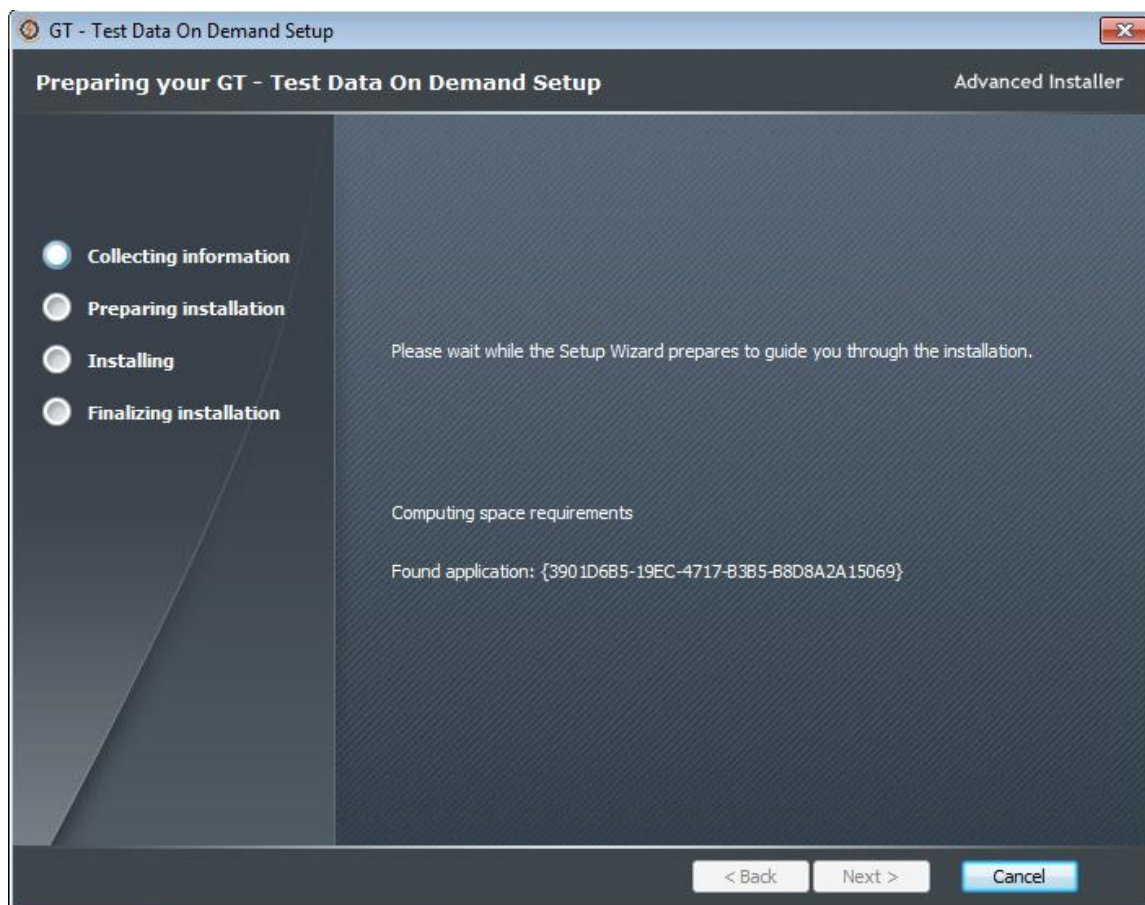 GT - Test Data On Demand Setup
Preparing your GT - Test Data On Demand Setup
Advanced Installer
Collecting information
Preparing installation
Installing
Finalizing installation
Please wait while the Setup Wizard prepares to guide you through the installation.
Computing space requirements
Found application: {3901D6B5-19EC-4717-B3B5-B8D8A2A15069}
< Back
Next >
Cancel